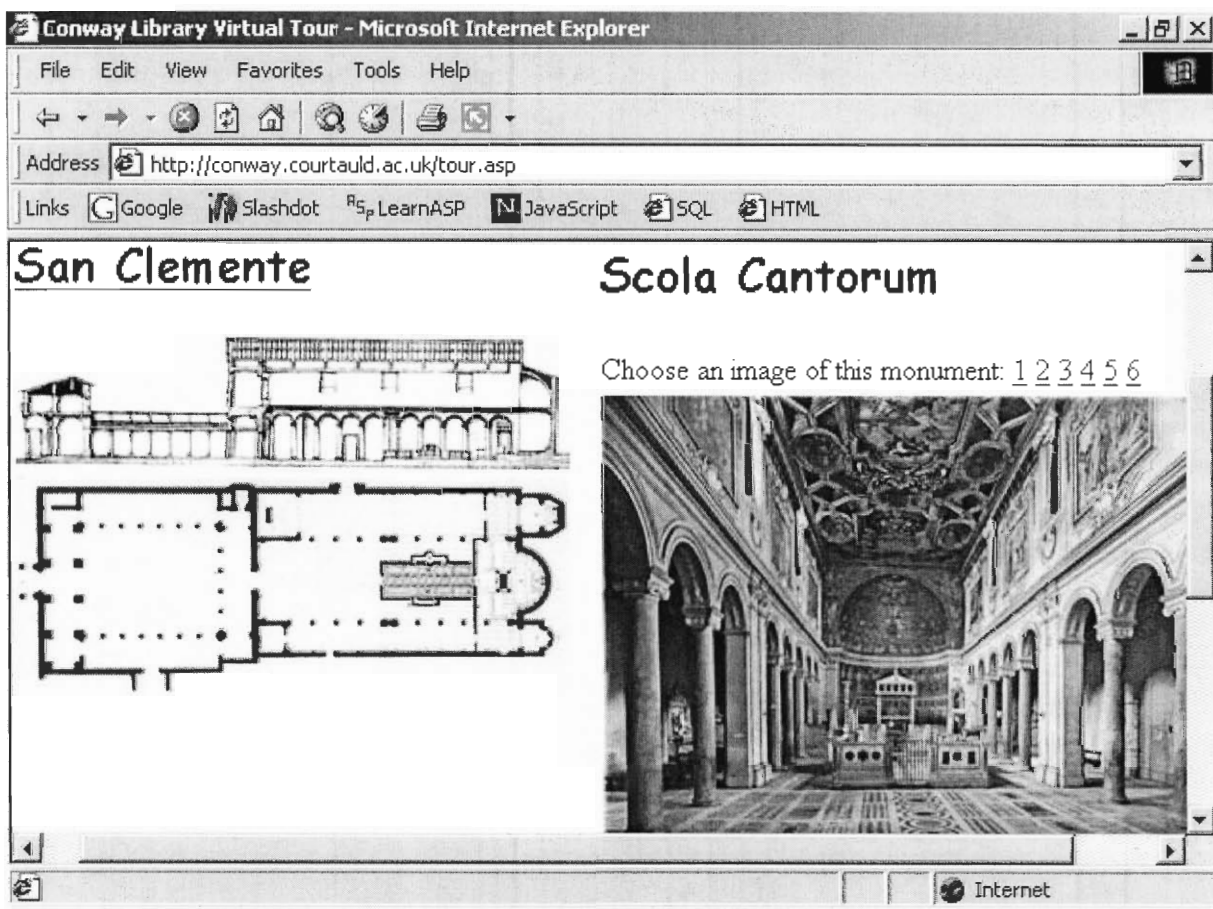 Conway Library Virtual Tour - Microsoft Internet Explorer
File Edit View Favorites Tools Help
Address http://conway.courtauld.ac.uk/tour.asp
Links Google Slashdot ASP LearnASP N JavaScript SQL HTML
San Clemente
Scola Cantorum
Choose an image of this monument: 1 2 3 4 5 6
Internet